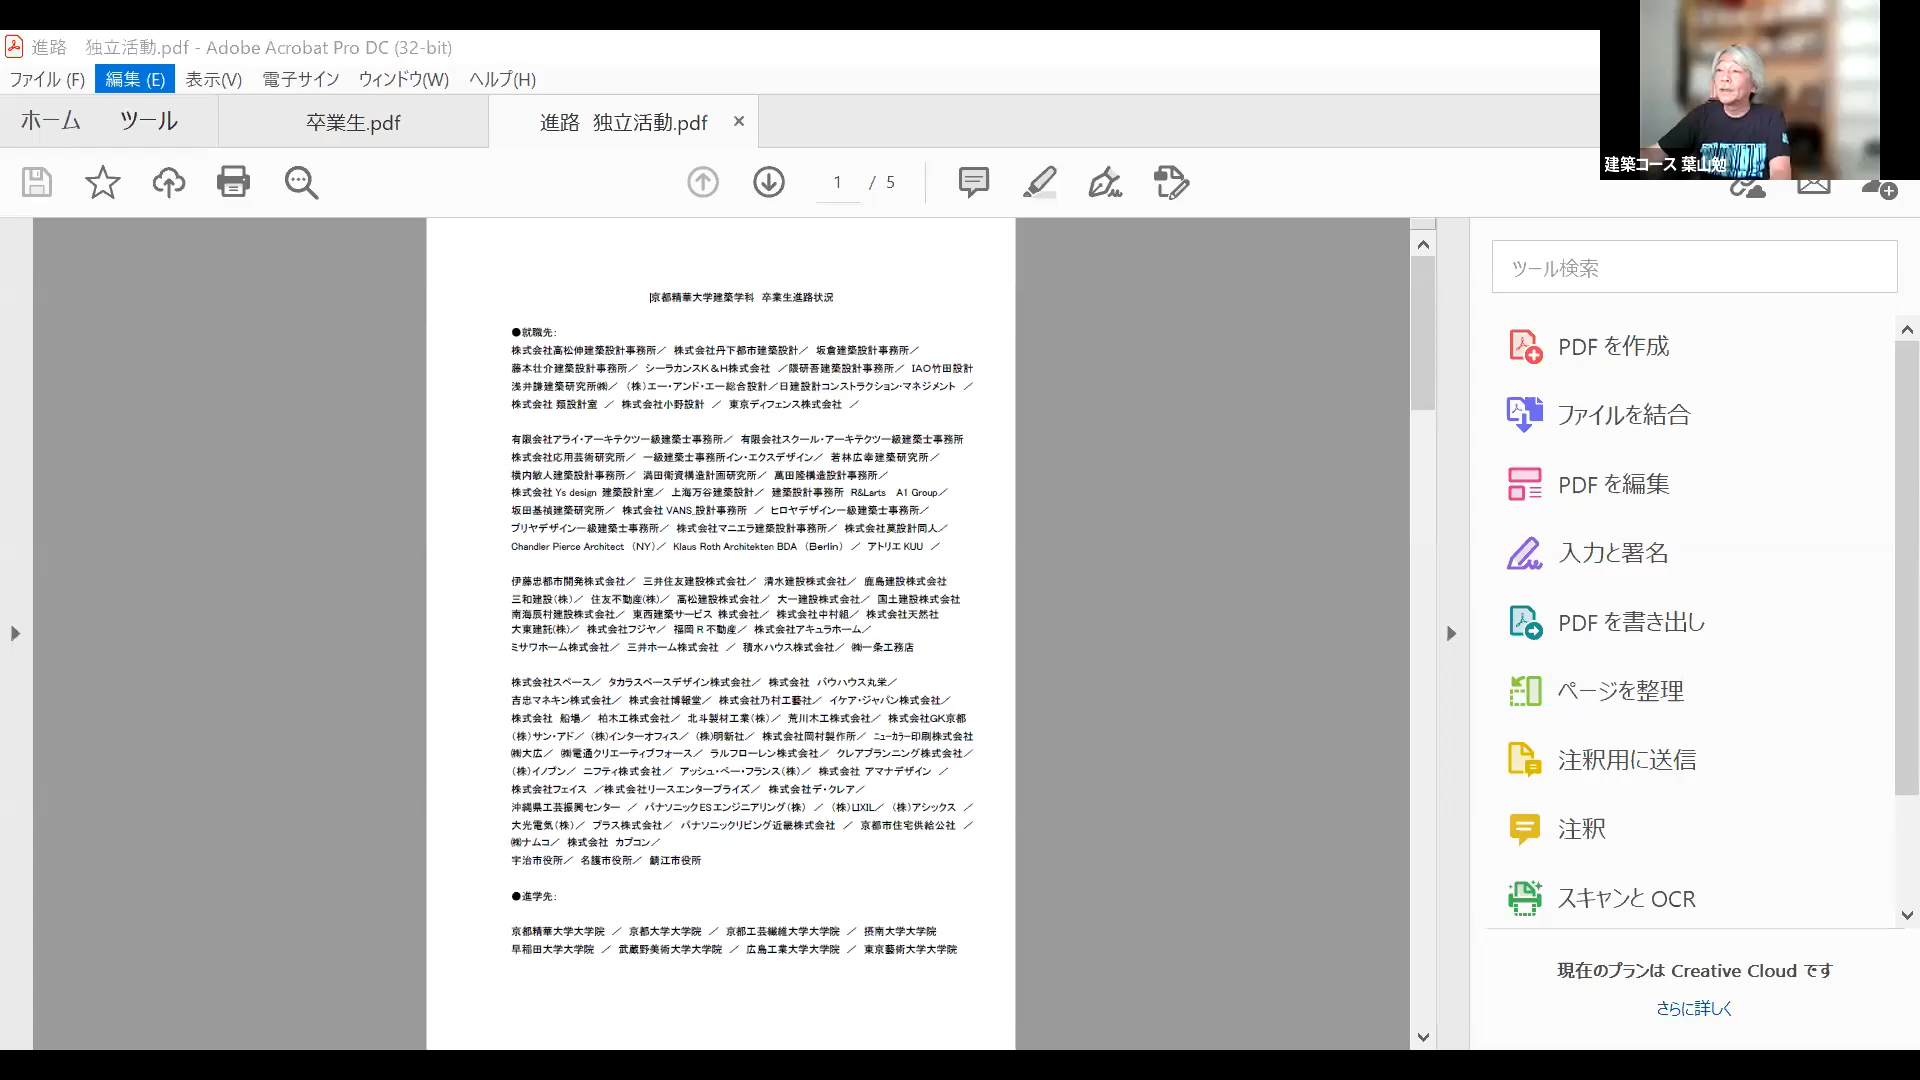 進路　独立活動.pdf - Adobe Acrobat Pro DC (32-bit)
ファイル (F) 編集 (E) 表示(V) 電子サイン ウィンドウ(W) ヘルプ(H)
ホーム ツール 卒業生.pdf 進路 独立活動.pdf ×
1 / 5
建築コース 葉山勉
京都精華大学建築学科 卒業生進路状況
●就職先:
株式会社高松伸建築設計事務所／ 株式会社丹下都市建築設計／ 坂倉建築設計事務所／
藤本壮介建築設計事務所／ シーラカンスK＆H株式会社 ／隈研吾建築設計事務所／ IAO竹田設計
浅井謙建築研究所㈱／ （株）エー・アンド・エー総合設計／日建設計コンストラクション・マネジメント ／
株式会社 類設計室 ／ 株式会社小野設計 ／ 東京ディフェンス株式会社 ／
有限会社アライ・アーキテクツ一級建築士事務所／ 有限会社スクール・アーキテクツ一級建築士事務所
株式会社応用芸術研究所／ 一級建築士事務所イン・エクスデザイン／ 若林広幸建築研究所／
横内敏人建築設計事務所／ 満田衛資構造計画研究所／ 萬田隆構造設計事務所／
株式会社 Ys design 建築設計室／ 上海万谷建築設計／ 建築設計事務所 R&Larts A1 Group／
坂田基禎建築研究所／ 株式会社 VANS_設計事務所 ／ ヒロヤデザイン一級建築士事務所／
プリヤデザイン一級建築士事務所／ 株式会社マニエラ建築設計事務所／ 株式会社莫設計同人／
Chandler Pierce Architect （NY）／ Klaus Roth Architekten BDA （Berlin） ／ アトリエ KUU ／
伊藤忠都市開発株式会社／ 三井住友建設株式会社／ 清水建設株式会社／ 鹿島建設株式会社
三和建設（株）／ 住友不動産（株）／ 高松建設株式会社／ 大一建設株式会社／ 国土建設株式会社
南海辰村建設株式会社／ 東西建築サービス 株式会社／ 株式会社中村組／ 株式会社天然社
大東建託（株）／ 株式会社フジヤ／ 福岡 R 不動産／ 株式会社アキュラホーム／
ミサワホーム株式会社／ 三井ホーム株式会社 ／ 積水ハウス株式会社／ ㈱一条工務店
株式会社スペース／ タカラスペースデザイン株式会社／ 株式会社 バウハウス丸栄／
吉忠マネキン株式会社／ 株式会社博報堂／ 株式会社乃村工藝社／ イケア・ジャパン株式会社／
株式会社 船場／ 柏木工株式会社／ 北斗製材工業（株）／ 荒川木工株式会社／ 株式会社GK京都
（株）サン・アド／ （株）インターオフィス／ （株）明新社／ 株式会社岡村製作所／ ニューカラー印刷株式会社
㈱大広／ ㈱電通クリエーティブフォース／ ラルフローレン株式会社／ クレアプランニング株式会社／
（株）イノブン／ ニフティ株式会社／ アッシュ・ペー・フランス（株）／ 株式会社 アマナデザイン ／
株式会社フェイス ／株式会社リースエンタープライズ／ 株式会社デ・クレア／
沖縄県工芸振興センター ／ パナソニックESエンジニアリング（株） ／ （株）LIXIL／ （株）アシックス ／
大光電気（株）／ プラス株式会社／ パナソニックリビング近畿株式会社 ／ 京都市住宅供給公社 ／
㈱ナムコ／ 株式会社 カプコン／
宇治市役所／ 名護市役所／ 鯖江市役所
●進学先:
京都精華大学大学院 ／ 京都大学大学院 ／ 京都工芸繊維大学大学院 ／ 摂南大学大学院
早稲田大学大学院 ／ 武蔵野美術大学大学院 ／ 広島工業大学大学院 ／ 東京藝術大学大学院
ツール検索
PDF を作成
ファイルを結合
PDF を編集
入力と署名
PDF を書き出し
ページを整理
注釈用に送信
注釈
スキャンと OCR
現在のプランは Creative Cloud です
さらに詳しく